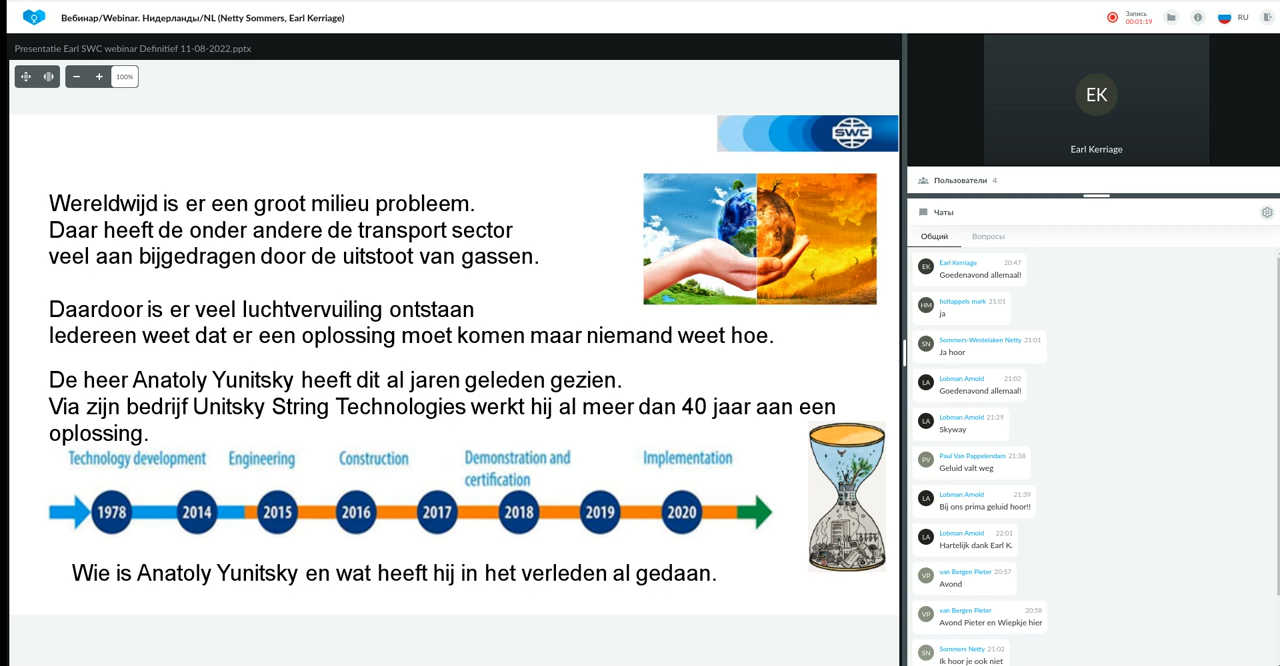 Вебинар/Webinar. Нидерланды/NL (Netty Sommers, Earl Kerriage)
Запись
00:01:19
RU
Presentatie Earl SWC webinar Definitief 11-08-2022.pptx
100%
SWC
Wereldwijd is er een groot milieu probleem.
Daar heeft de onder andere de transport sector
veel aan bijgedragen door de uitstoot van gassen.
Daardoor is er veel luchtvervuiling ontstaan
Iedereen weet dat er een oplossing moet komen maar niemand weet hoe.
De heer Anatoly Yunitsky heeft dit al jaren geleden gezien.
Via zijn bedrijf Unitsky String Technologies werkt hij al meer dan 40 jaar aan een
oplossing.
Technology development Engineering Construction Demonstration and Implementation
certification
1978 2014 2015 2016 2017 2018 2019 2020
Wie is Anatoly Yunitsky en wat heeft hij in het verleden al gedaan.
EK
Earl Kerriage
Пользователи 4
Чаты
Общий Вопросы
EK Earl Kerriage 20:47
Goedenavond allemaal!
HM holtappels mark 21:01
ja
SN Sommers-Westelaken Netty 21:01
Ja hoor
LA Lobman Arnold 21:02
Goedenavond allemaal!
LA Lobman Arnold 21:29
Skyway
PV Paul Van Pappelendam 21:38
Geluid valt weg
LA Lobman Arnold 21:39
Bij ons prima geluid hoor!!
LA Lobman Arnold 22:01
Hartelijk dank Earl K.
VP van Bergen Pieter 20:57
Avond
VP van Bergen Pieter 20:58
Avond Pieter en Wiepkje hier
SN Sommers Netty 21:02
Ik hoor je ook niet